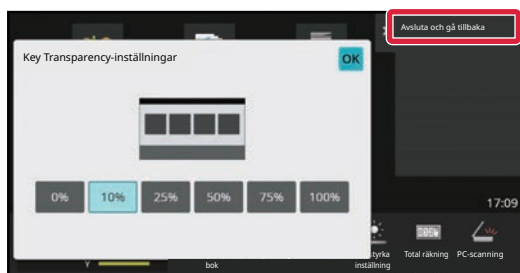 Avsluta och gå tillbaka
Key Transparency-inställningar
OK
0%
10%
25%
50%
75%
100%
17:09
Y
bok
inställning
Total räkning
PC-scanning